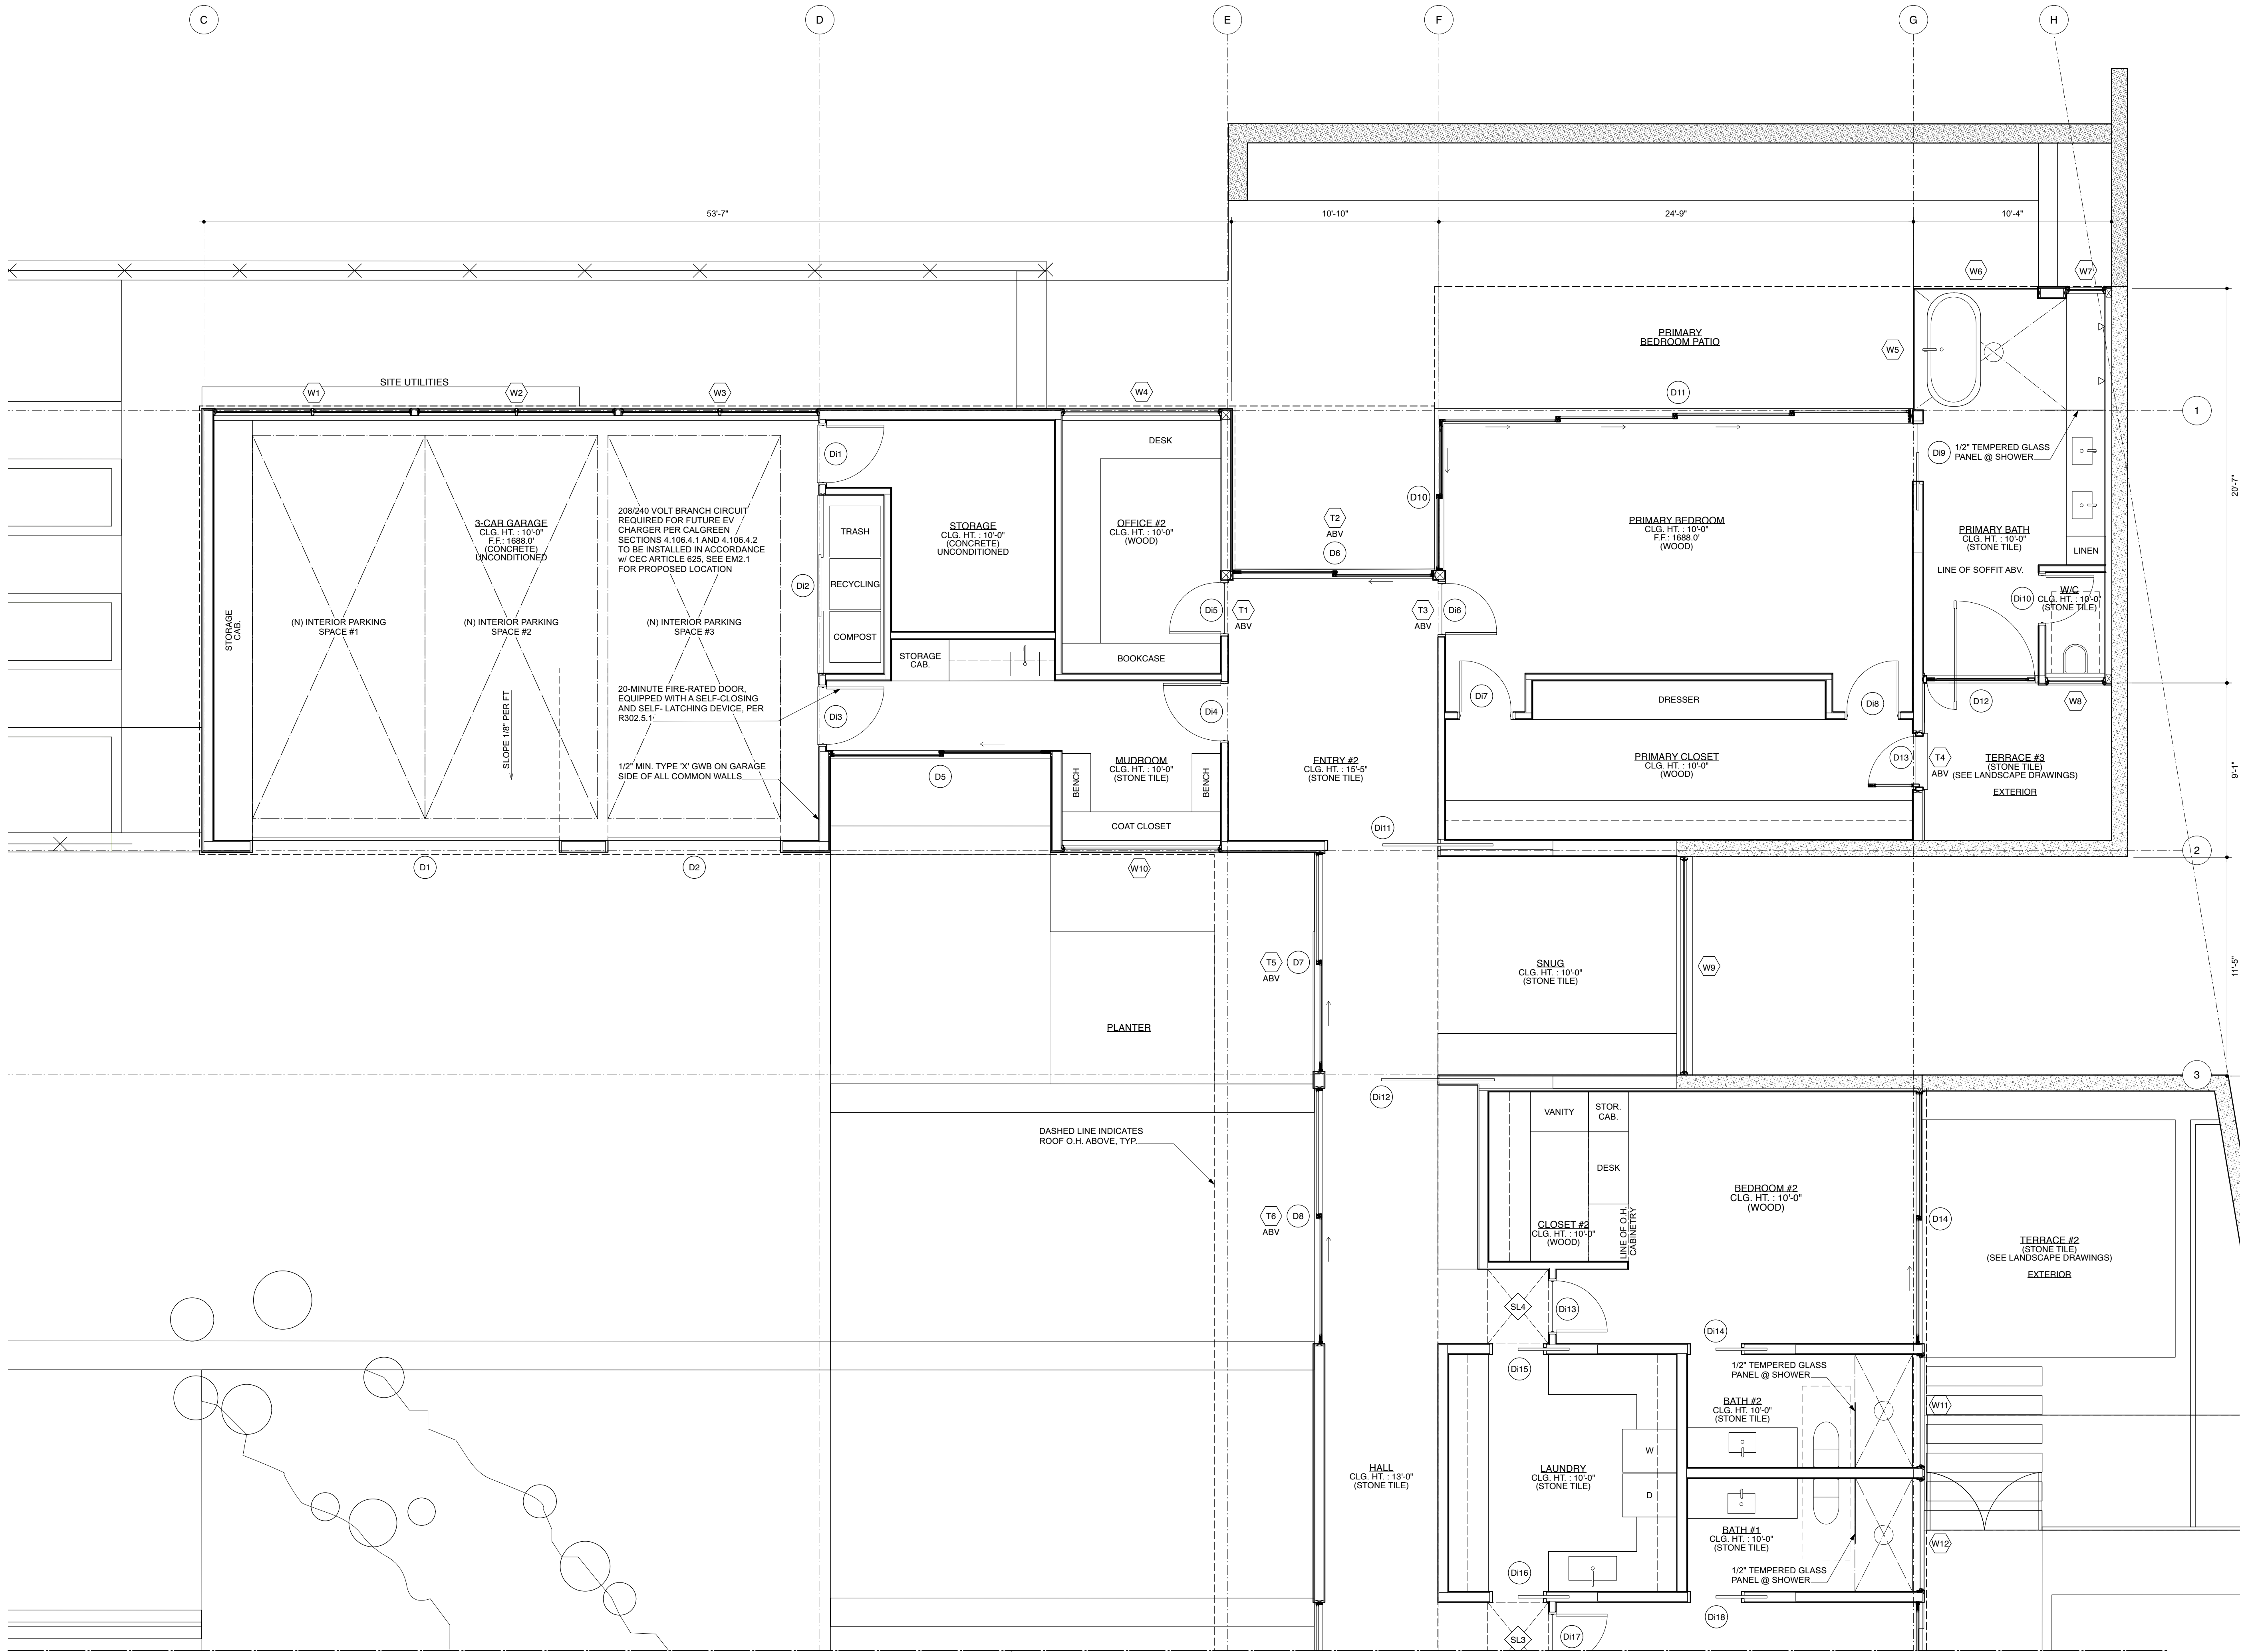 C
D
E
F
G
H
53'-7"
10'-10"
24'-9"
10'-4"
W6
W7
PRIMARY
BEDROOM PATIO
W5
SITE UTILITIES
W1
W2
W3
W4
D11
1
DESK
Di1
Di9
1/2" TEMPERED GLASS
PANEL @ SHOWER
20'-7"
D10
3-CAR GARAGE
CLG. HT. : 10'-0"
F.F.: 1688.0'
(CONCRETE)
UNCONDITIONED
208/240 VOLT BRANCH CIRCUIT
REQUIRED FOR FUTURE EV
CHARGER PER CALGREEN
SECTIONS 4.106.4.1 AND 4.106.4.2
TO BE INSTALLED IN ACCORDANCE
w/ CEC ARTICLE 625, SEE EM2.1
FOR PROPOSED LOCATION
TRASH
STORAGE
CLG. HT. : 10'-0"
(CONCRETE)
UNCONDITIONED
OFFICE #2
CLG. HT. : 10'-0"
(WOOD)
T2
ABV
D6
PRIMARY BEDROOM
CLG. HT. : 10'-0"
F.F.: 1688.0'
(WOOD)
PRIMARY BATH
CLG. HT. : 10'-0"
(STONE TILE)
LINEN
LINE OF SOFFIT ABV.
Di2
RECYCLING
W/C
CLG. HT. : 10'-0"
(STONE TILE)
Di10
Di5
T1
ABV
T3
ABV
Di6
STORAGE
CAB.
(N) INTERIOR PARKING
SPACE #1
(N) INTERIOR PARKING
SPACE #2
(N) INTERIOR PARKING
SPACE #3
COMPOST
STORAGE
CAB.
BOOKCASE
20-MINUTE FIRE-RATED DOOR,
EQUIPPED WITH A SELF-CLOSING
AND SELF- LATCHING DEVICE, PER
R302.5.1
Di7
DRESSER
Di8
D12
W8
Di3
Di4
SLOPE 1/8" PER FT
1/2" MIN. TYPE 'X' GWB ON GARAGE
SIDE OF ALL COMMON WALLS
D5
BENCH
MUDROOM
CLG. HT. : 10'-0"
(STONE TILE)
BENCH
ENTRY #2
CLG. HT. : 15'-5"
(STONE TILE)
PRIMARY CLOSET
CLG. HT. : 10'-0"
(WOOD)
D13
T4
ABV
TERRACE #3
(STONE TILE)
(SEE LANDSCAPE DRAWINGS)
EXTERIOR
9'-1"
COAT CLOSET
Di11
2
D1
D2
W10
T5
ABV
D7
SNUG
CLG. HT. : 10'-0"
(STONE TILE)
W9
11'-5"
PLANTER
3
Di12
DASHED LINE INDICATES
ROOF O.H. ABOVE, TYP.
VANITY
STOR.
CAB.
DESK
BEDROOM #2
CLG. HT. : 10'-0"
(WOOD)
T6
ABV
D8
CLOSET #2
CLG. HT. : 10'-0"
(WOOD)
LINE OF O.H.
CABINETRY
D14
TERRACE #2
(STONE TILE)
(SEE LANDSCAPE DRAWINGS)
EXTERIOR
SL4
Di13
Di14
Di15
1/2" TEMPERED GLASS
PANEL @ SHOWER
BATH #2
CLG. HT. 10'-0"
(STONE TILE)
W11
W
HALL
CLG. HT. : 13'-0"
(STONE TILE)
LAUNDRY
CLG. HT. : 10'-0"
(STONE TILE)
D
BATH #1
CLG. HT. : 10'-0"
(STONE TILE)
W12
Di16
1/2" TEMPERED GLASS
PANEL @ SHOWER
Di18
SL3
Di17